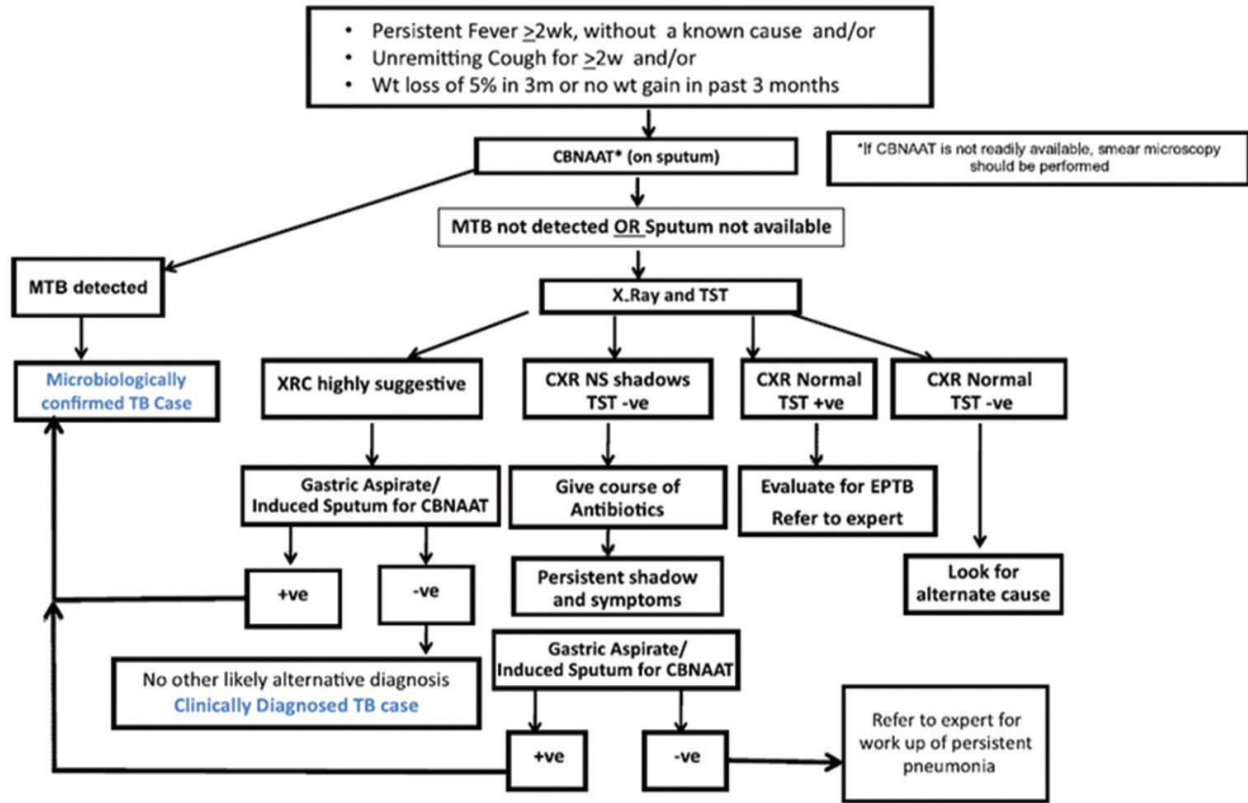 • Persistent Fever ≥2wk, without a known cause and/or
• Unremitting Cough for ≥2w and/or
• Wt loss of 5% in 3m or no wt gain in past 3 months
CBNAAT* (on sputum)
*If CBNAAT is not readily available, smear microscopy
should be performed
MTB not detected OR Sputum not available
MTB detected
X-Ray and TST
Microbiologically
confirmed TB Case
XRC highly suggestive
CXR NS shadows
TST -ve
CXR Normal
TST +ve
CXR Normal
TST -ve
Gastric Aspirate/
Induced Sputum for CBNAAT
Give course of
Antibiotics
Evaluate for EPTB
Refer to expert
+ve
-ve
Persistent shadow
and symptoms
Look for
alternate cause
No other likely alternative diagnosis
Clinically Diagnosed TB case
Gastric Aspirate/
Induced Sputum for CBNAAT
+ve
-ve
Refer to expert for
work up of persistent
pneumonia